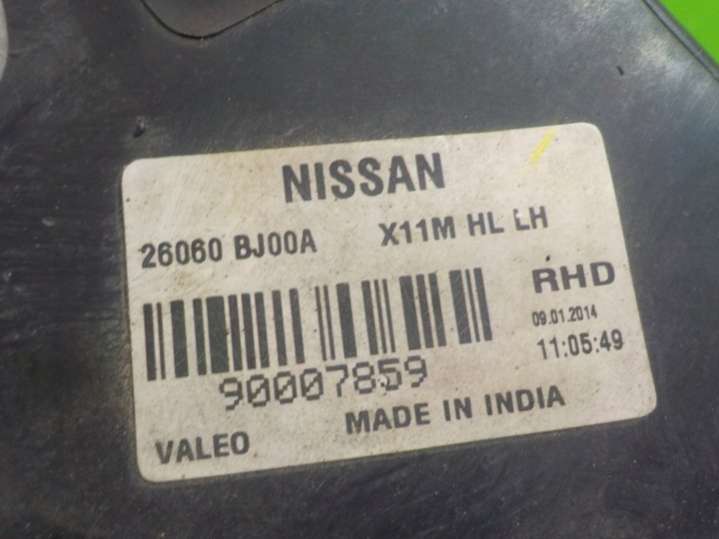 NISSAN
26060 BJ00A X11M HL LH
RHD
09.01.2014
11:05:49
90007859
MADE IN INDIA
VALEO